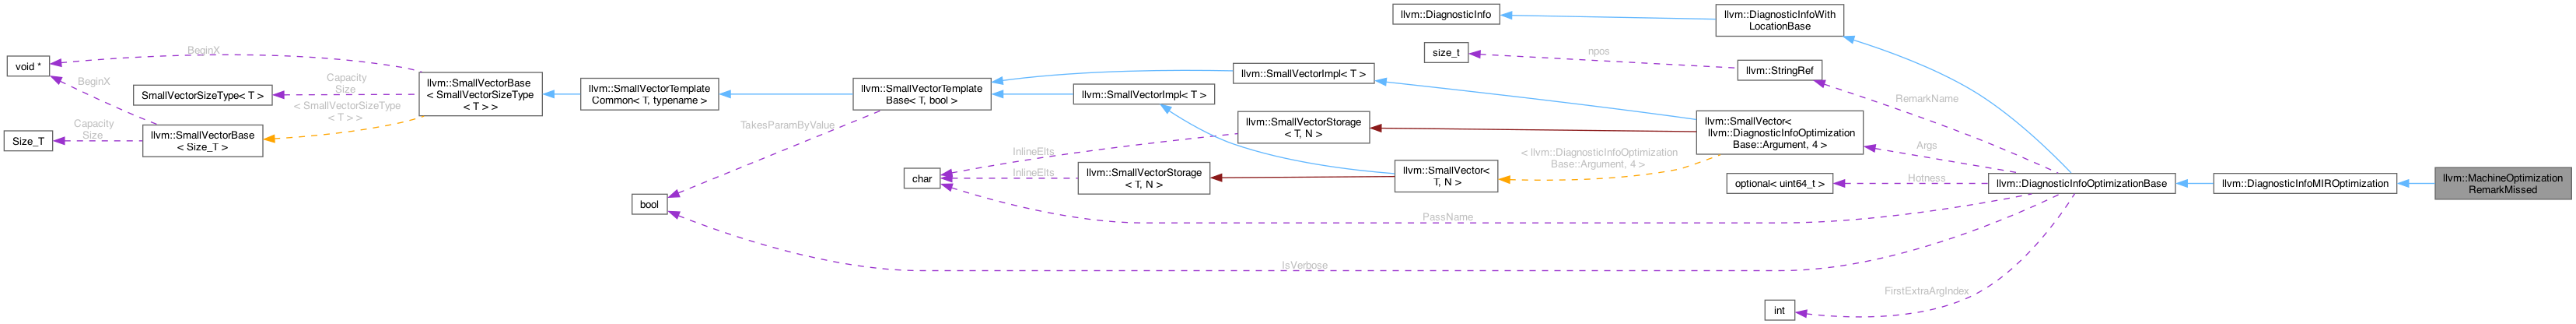 void *
SmallVectorSizeType< T >
Size_T
BeginX
BeginX
Capacity
Size
Capacity
Size
< SmallVectorSizeType
< T > >
llvm::SmallVectorBase
< Size_T >
llvm::SmallVectorBase
< SmallVectorSizeType
< T > >
llvm::SmallVectorTemplate
Common< T, typename >
bool
TakesParamByValue
llvm::SmallVectorTemplate
Base< T, bool >
char
InlineElts
InlineElts
llvm::SmallVectorImpl< T >
llvm::SmallVectorImpl< T >
llvm::SmallVectorStorage
< T, N >
llvm::SmallVectorStorage
< T, N >
llvm::DiagnosticInfo
size_t
llvm::SmallVector<
T, N >
PassName
IsVerbose
npos
< llvm::DiagnosticInfoOptimization
Base::Argument, 4 >
llvm::DiagnosticInfoWith
LocationBase
llvm::StringRef
llvm::SmallVector<
llvm::DiagnosticInfoOptimization
Base::Argument, 4 >
optional< uint64_t >
int
RemarkName
Args
Hotness
FirstExtraArgIndex
llvm::DiagnosticInfoOptimizationBase
llvm::DiagnosticInfoMIROptimization
llvm::MachineOptimization
RemarkMissed